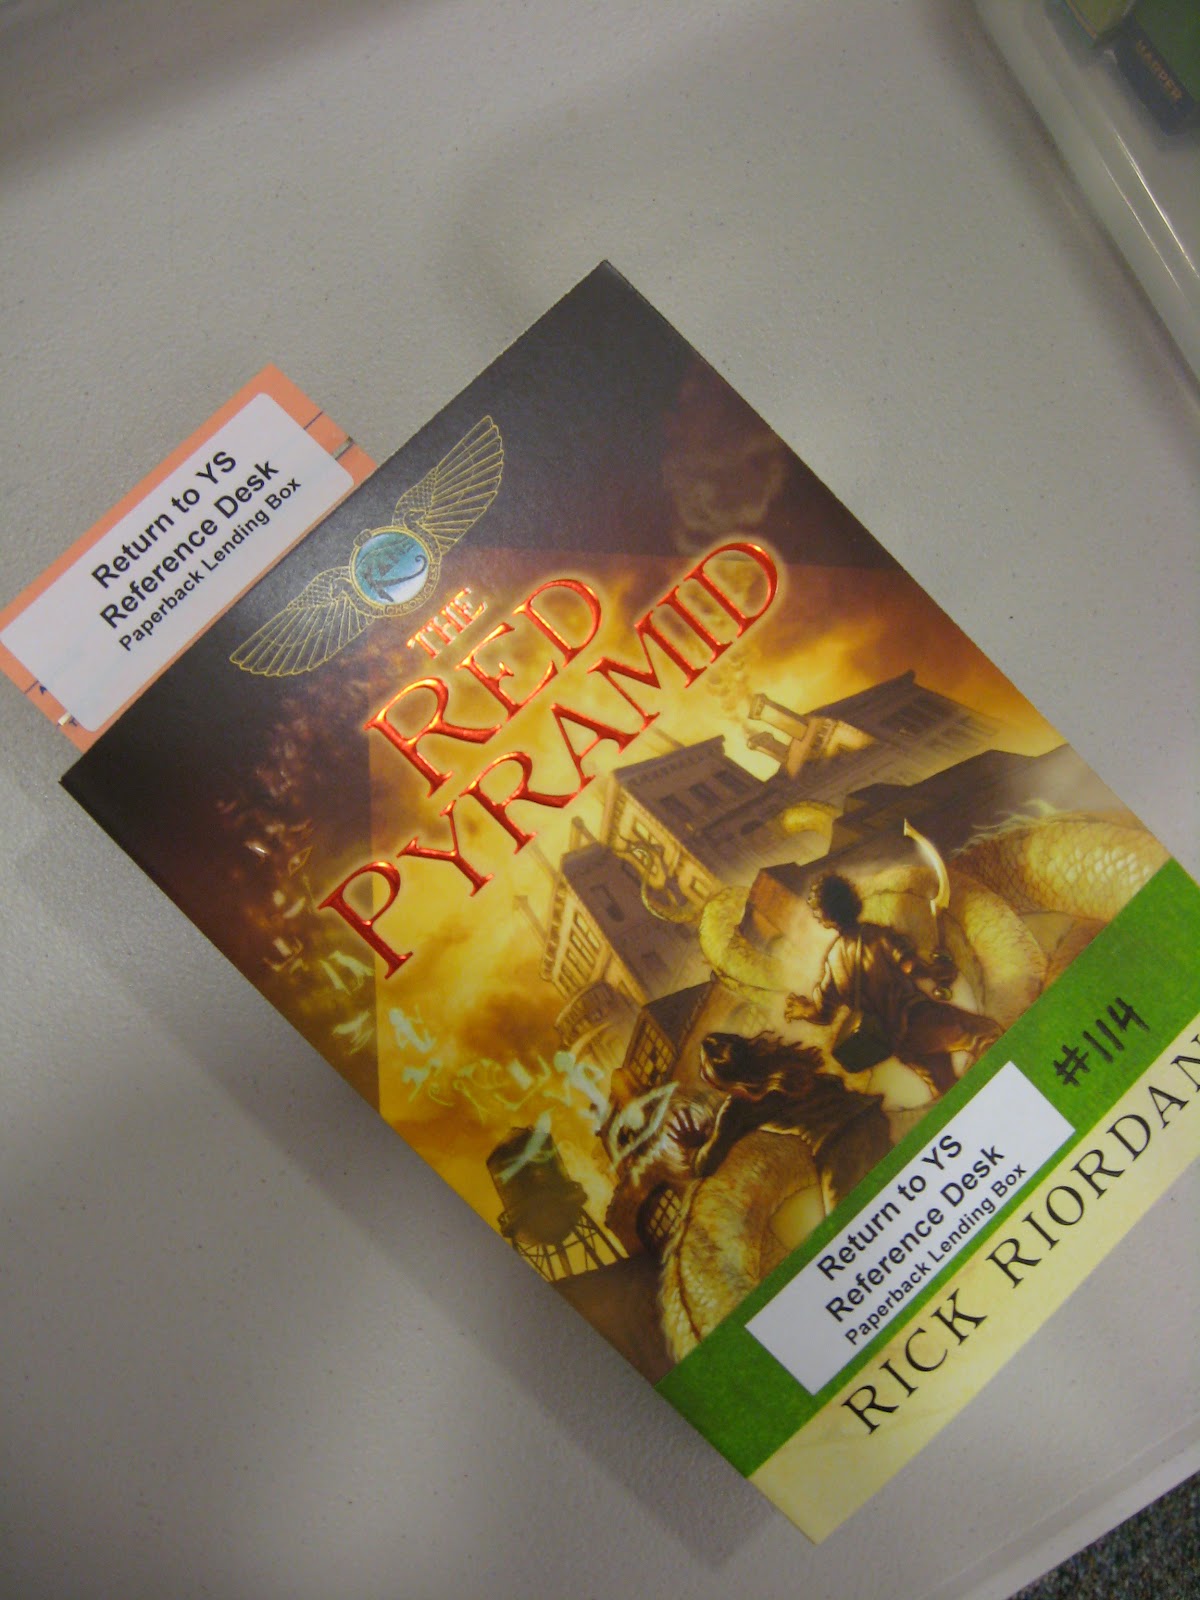 HARPER
Return to YS
Reference Desk
Paperback Lending Box
THE
RED
PYRAMID
#114
Return to YS
Reference Desk
Paperback Lending Box
RICK RIORDAN